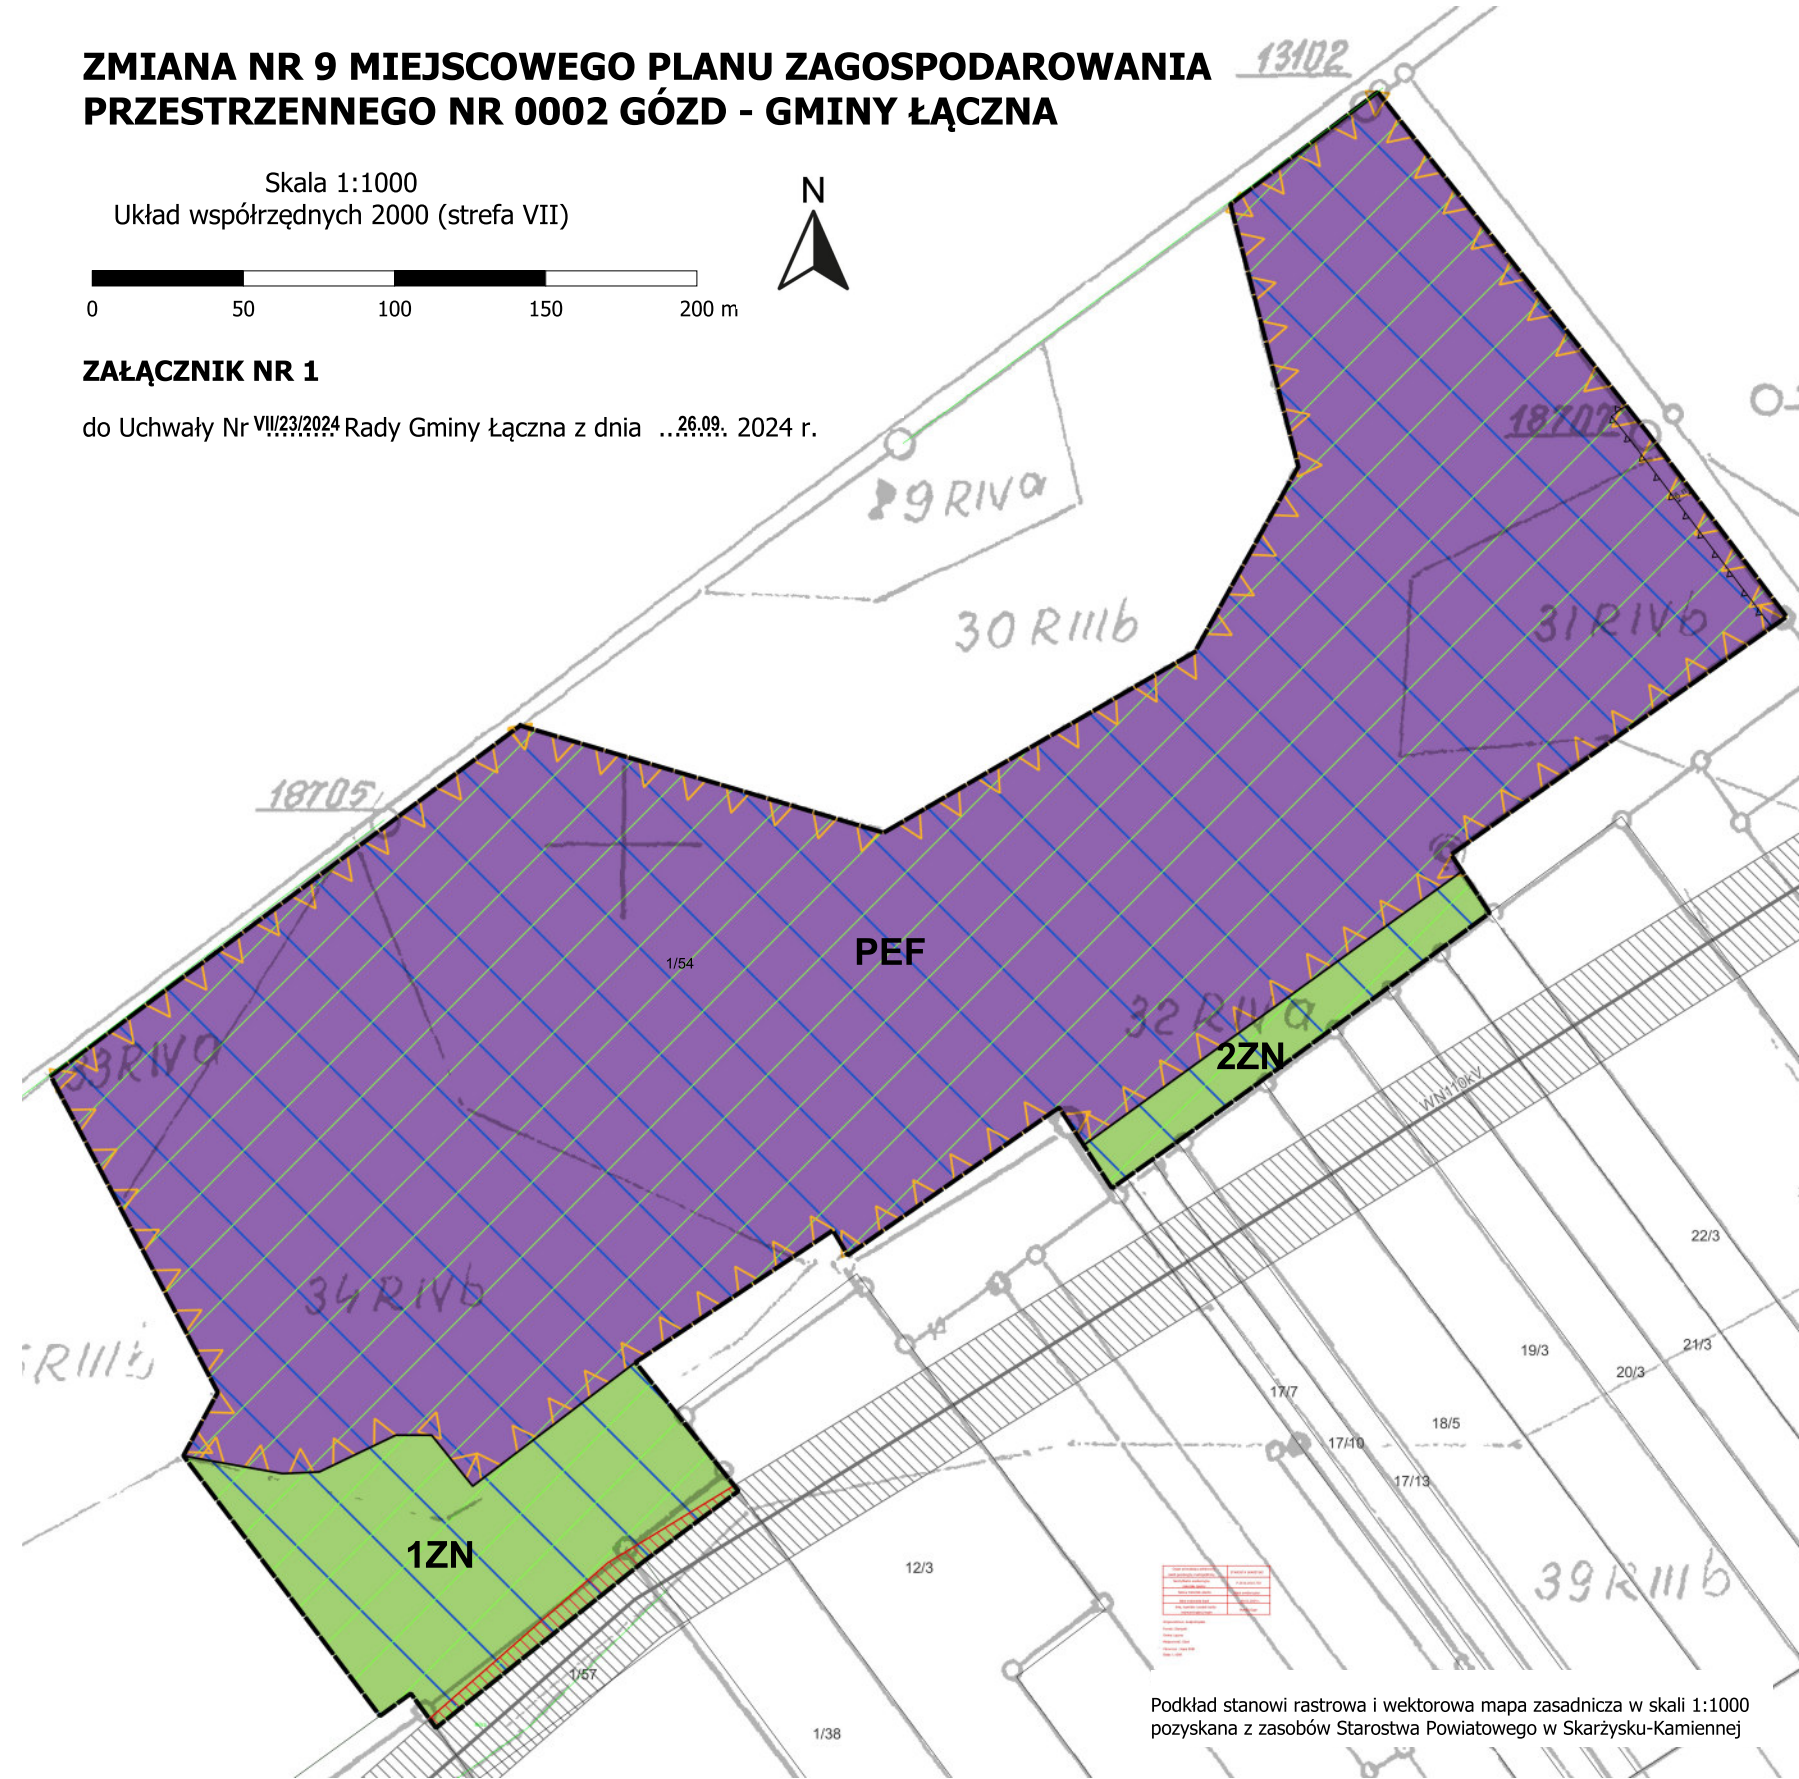 ZMIANA NR 9 MIEJSCOWEGO PLANU ZAGOSPODAROWANIA
PRZESTRZENNEGO NR 0002 GÓZD - GMINY ŁĄCZNA
13102
Skala 1:1000
Układ współrzędnych 2000 (strefa VII)
N
0 50 100 150 200 m
ZAŁĄCZNIK NR 1
do Uchwały Nr VII/23/2024 Rady Gminy Łączna z dnia ...26.09... 2024 r.
18707
9 RIVa
30 RIIIb
31 RIVb
18705
PEF
1/54
32 RIVa
33 RIVa
2ZN
WN110kV
22/3
34 RIVb
RIIIb
19/3
21/3
20/3
17/7
18/5
17/10
17/13
1ZN
12/3
39 RIIIb
1/57
1/38
Podkład stanowi rastrowa i wektorowa mapa zasadnicza w skali 1:1000
pozyskana z zasobów Starostwa Powiatowego w Skarżysku-Kamiennej